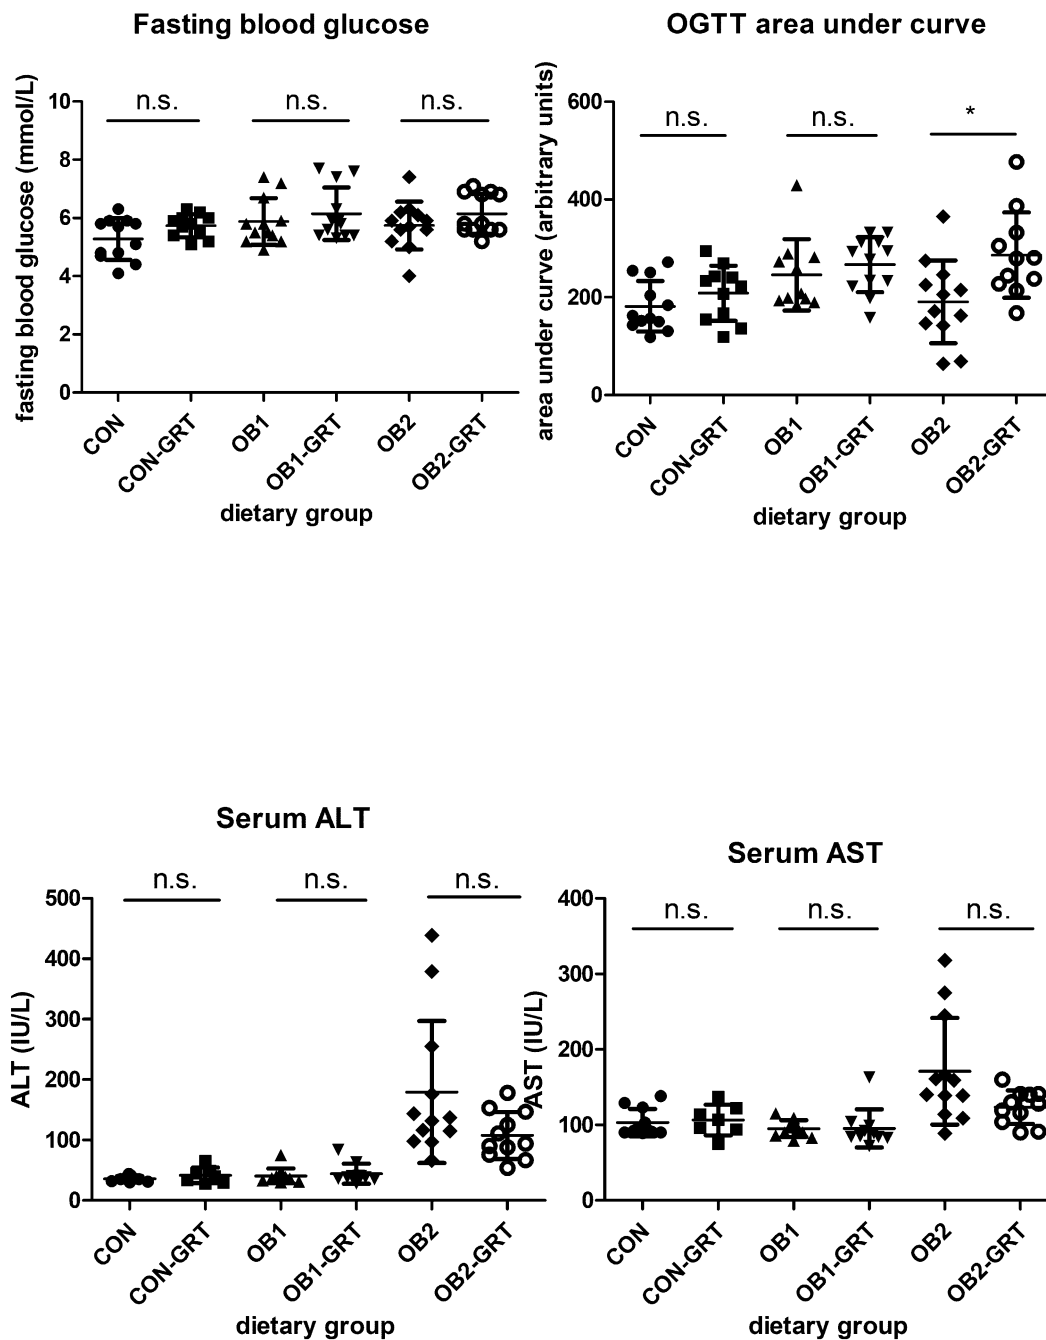 Fasting blood glucose
fasting blood glucose (mmol/L)
10
8
6
4
2
0
n.s.
n.s.
n.s.
CON
CON-GRT
OB1
OB1-GRT
OB2
OB2-GRT
dietary group
OGTT area under curve
area under curve (arbitrary units)
600
400
200
0
n.s.
n.s.
*
CON
CON-GRT
OB1
OB1-GRT
OB2
OB2-GRT
dietary group
Serum ALT
ALT (IU/L)
500
400
300
200
100
0
n.s.
n.s.
n.s.
CON
CON-GRT
OB1
OB1-GRT
OB2
OB2-GRT
dietary group
Serum AST
AST (IU/L)
400
300
200
100
0
n.s.
n.s.
n.s.
CON
CON-GRT
OB1
OB1-GRT
OB2
OB2-GRT
dietary group